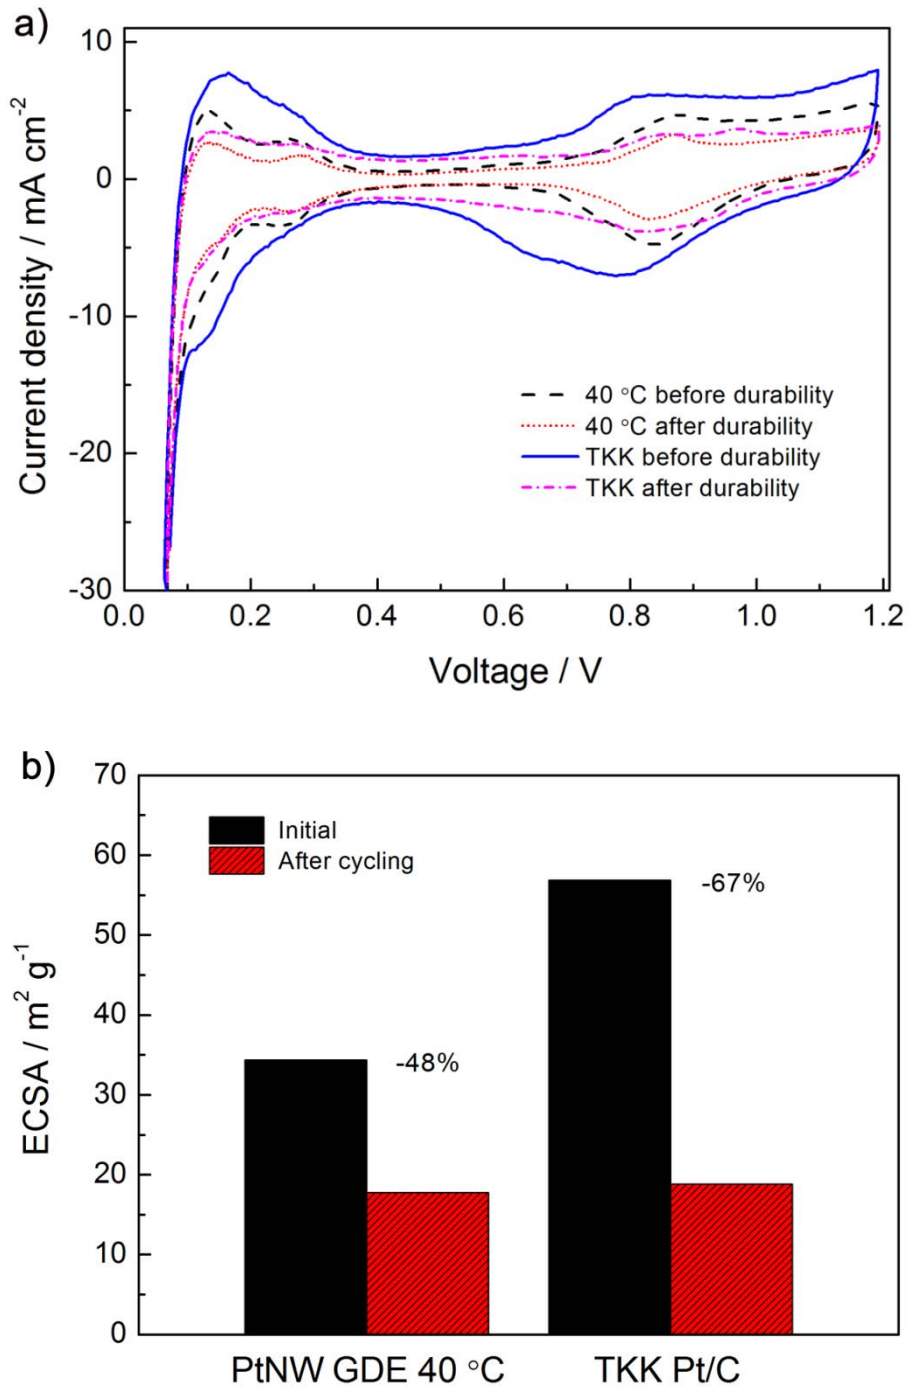 a)
10
0
-10
-20
-30
Current density / mA cm⁻²
40 °C before durability
40 °C after durability
TKK before durability
TKK after durability
0.0 0.2 0.4 0.6 0.8 1.0 1.2
Voltage / V
b)
70
60
50
40
30
20
10
0
ECSA / m² g⁻¹
Initial
After cycling
-67%
-48%
PtNW GDE 40 °C TKK Pt/C